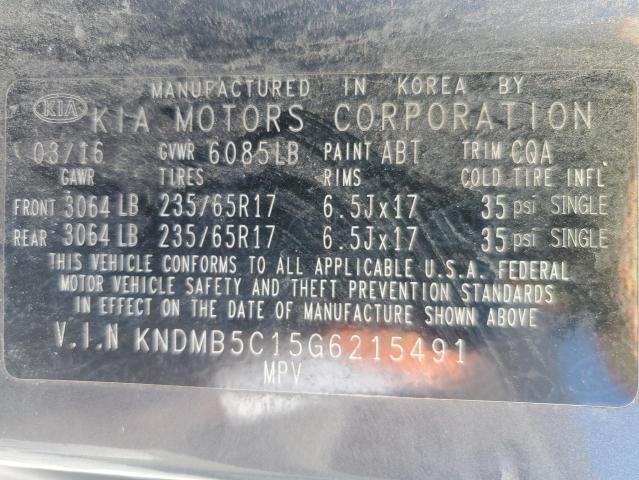 MANUFACTURED IN KOREA BY
KIA KIA MOTORS CORPORATION
03/16 GVWR 6085LB PAINT ABT TRIM CQA
GAWR TIRES RIMS COLD TIRE INFL
FRONT 3064 LB 235/65R17 6.5Jx17 35 psi SINGLE
REAR 3064 LB 235/65R17 6.5Jx17 35 psi SINGLE
THIS VEHICLE CONFORMS TO ALL APPLICABLE U.S.A. FEDERAL
MOTOR VEHICLE SAFETY AND THEFT PREVENTION STANDARDS
IN EFFECT ON THE DATE OF MANUFACTURE SHOWN ABOVE
V.I.N KNDMB5C15G6215491
MPV